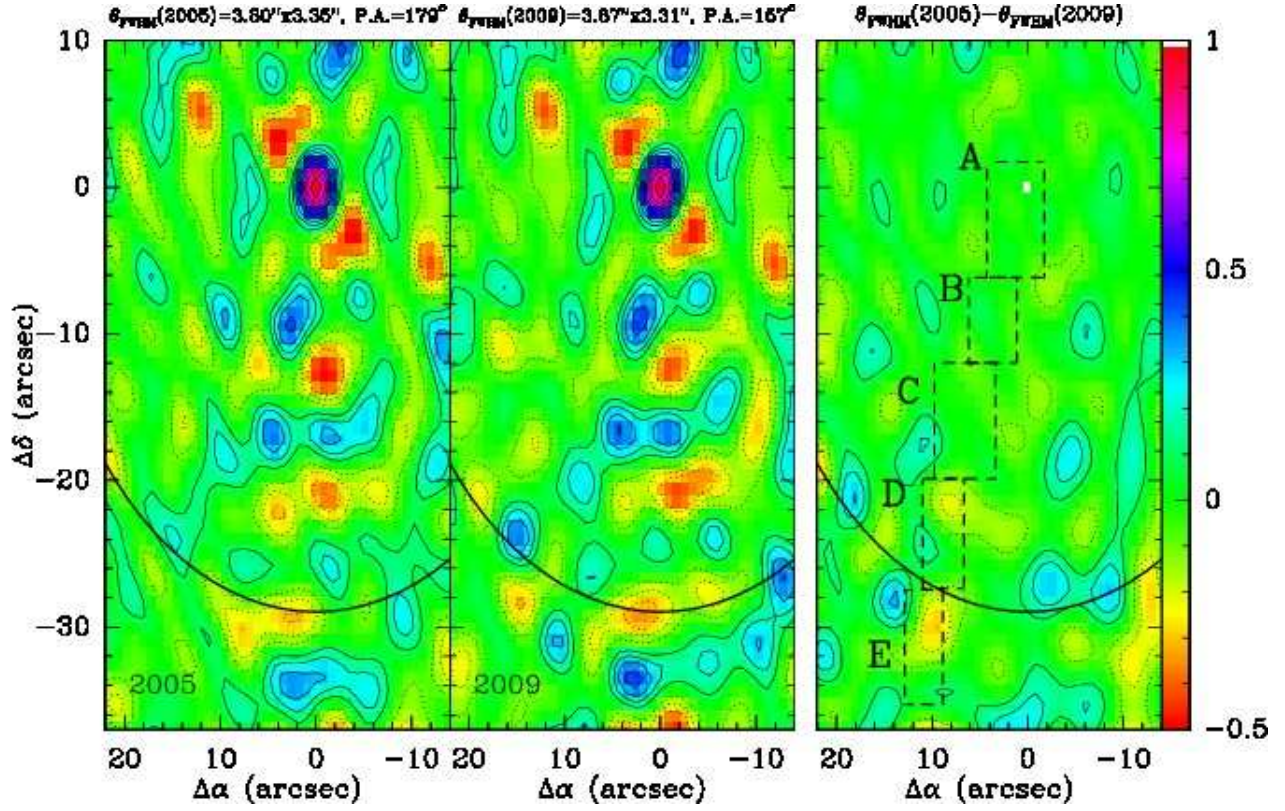 θFWHM(2005)=3.80"x3.35", P.A.=179° θFWHM(2009)=3.87"x3.31", P.A.=167° θFWHM(2005)−θFWHM(2009)
10 1
A
0
B 0.5
−10
C
Δδ (arcsec)
−20 D 0
−30 E
2005 2009
−0.5
20 10 0 −10 20 10 0 −10 20 10 0 −10
Δα (arcsec) Δα (arcsec) Δα (arcsec)